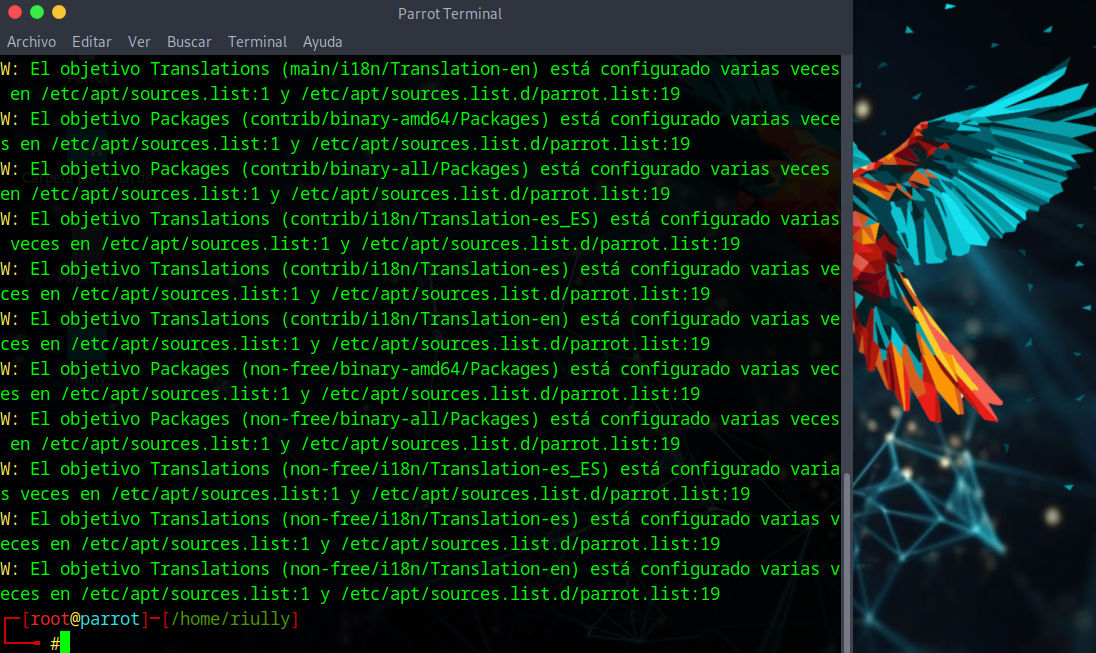 Parrot Terminal
Archivo Editar Ver Buscar Terminal Ayuda
W: El objetivo Translations (main/i18n/Translation-en) está configurado varias veces
en /etc/apt/sources.list:1 y /etc/apt/sources.list.d/parrot.list:19
W: El objetivo Packages (contrib/binary-amd64/Packages) está configurado varias vece
s en /etc/apt/sources.list:1 y /etc/apt/sources.list.d/parrot.list:19
W: El objetivo Packages (contrib/binary-all/Packages) está configurado varias veces
en /etc/apt/sources.list:1 y /etc/apt/sources.list.d/parrot.list:19
W: El objetivo Translations (contrib/i18n/Translation-es_ES) está configurado varias
veces en /etc/apt/sources.list:1 y /etc/apt/sources.list.d/parrot.list:19
W: El objetivo Translations (contrib/i18n/Translation-es) está configurado varias ve
ces en /etc/apt/sources.list:1 y /etc/apt/sources.list.d/parrot.list:19
W: El objetivo Translations (contrib/i18n/Translation-en) está configurado varias ve
ces en /etc/apt/sources.list:1 y /etc/apt/sources.list.d/parrot.list:19
W: El objetivo Packages (non-free/binary-amd64/Packages) está configurado varias vec
es en /etc/apt/sources.list:1 y /etc/apt/sources.list.d/parrot.list:19
W: El objetivo Packages (non-free/binary-all/Packages) está configurado varias veces
en /etc/apt/sources.list:1 y /etc/apt/sources.list.d/parrot.list:19
W: El objetivo Translations (non-free/i18n/Translation-es_ES) está configurado varia
s veces en /etc/apt/sources.list:1 y /etc/apt/sources.list.d/parrot.list:19
W: El objetivo Translations (non-free/i18n/Translation-es) está configurado varias v
eces en /etc/apt/sources.list:1 y /etc/apt/sources.list.d/parrot.list:19
W: El objetivo Translations (non-free/i18n/Translation-en) está configurado varias v
eces en /etc/apt/sources.list:1 y /etc/apt/sources.list.d/parrot.list:19
┌─[root@parrot]─[/home/riully]
└──╼ #